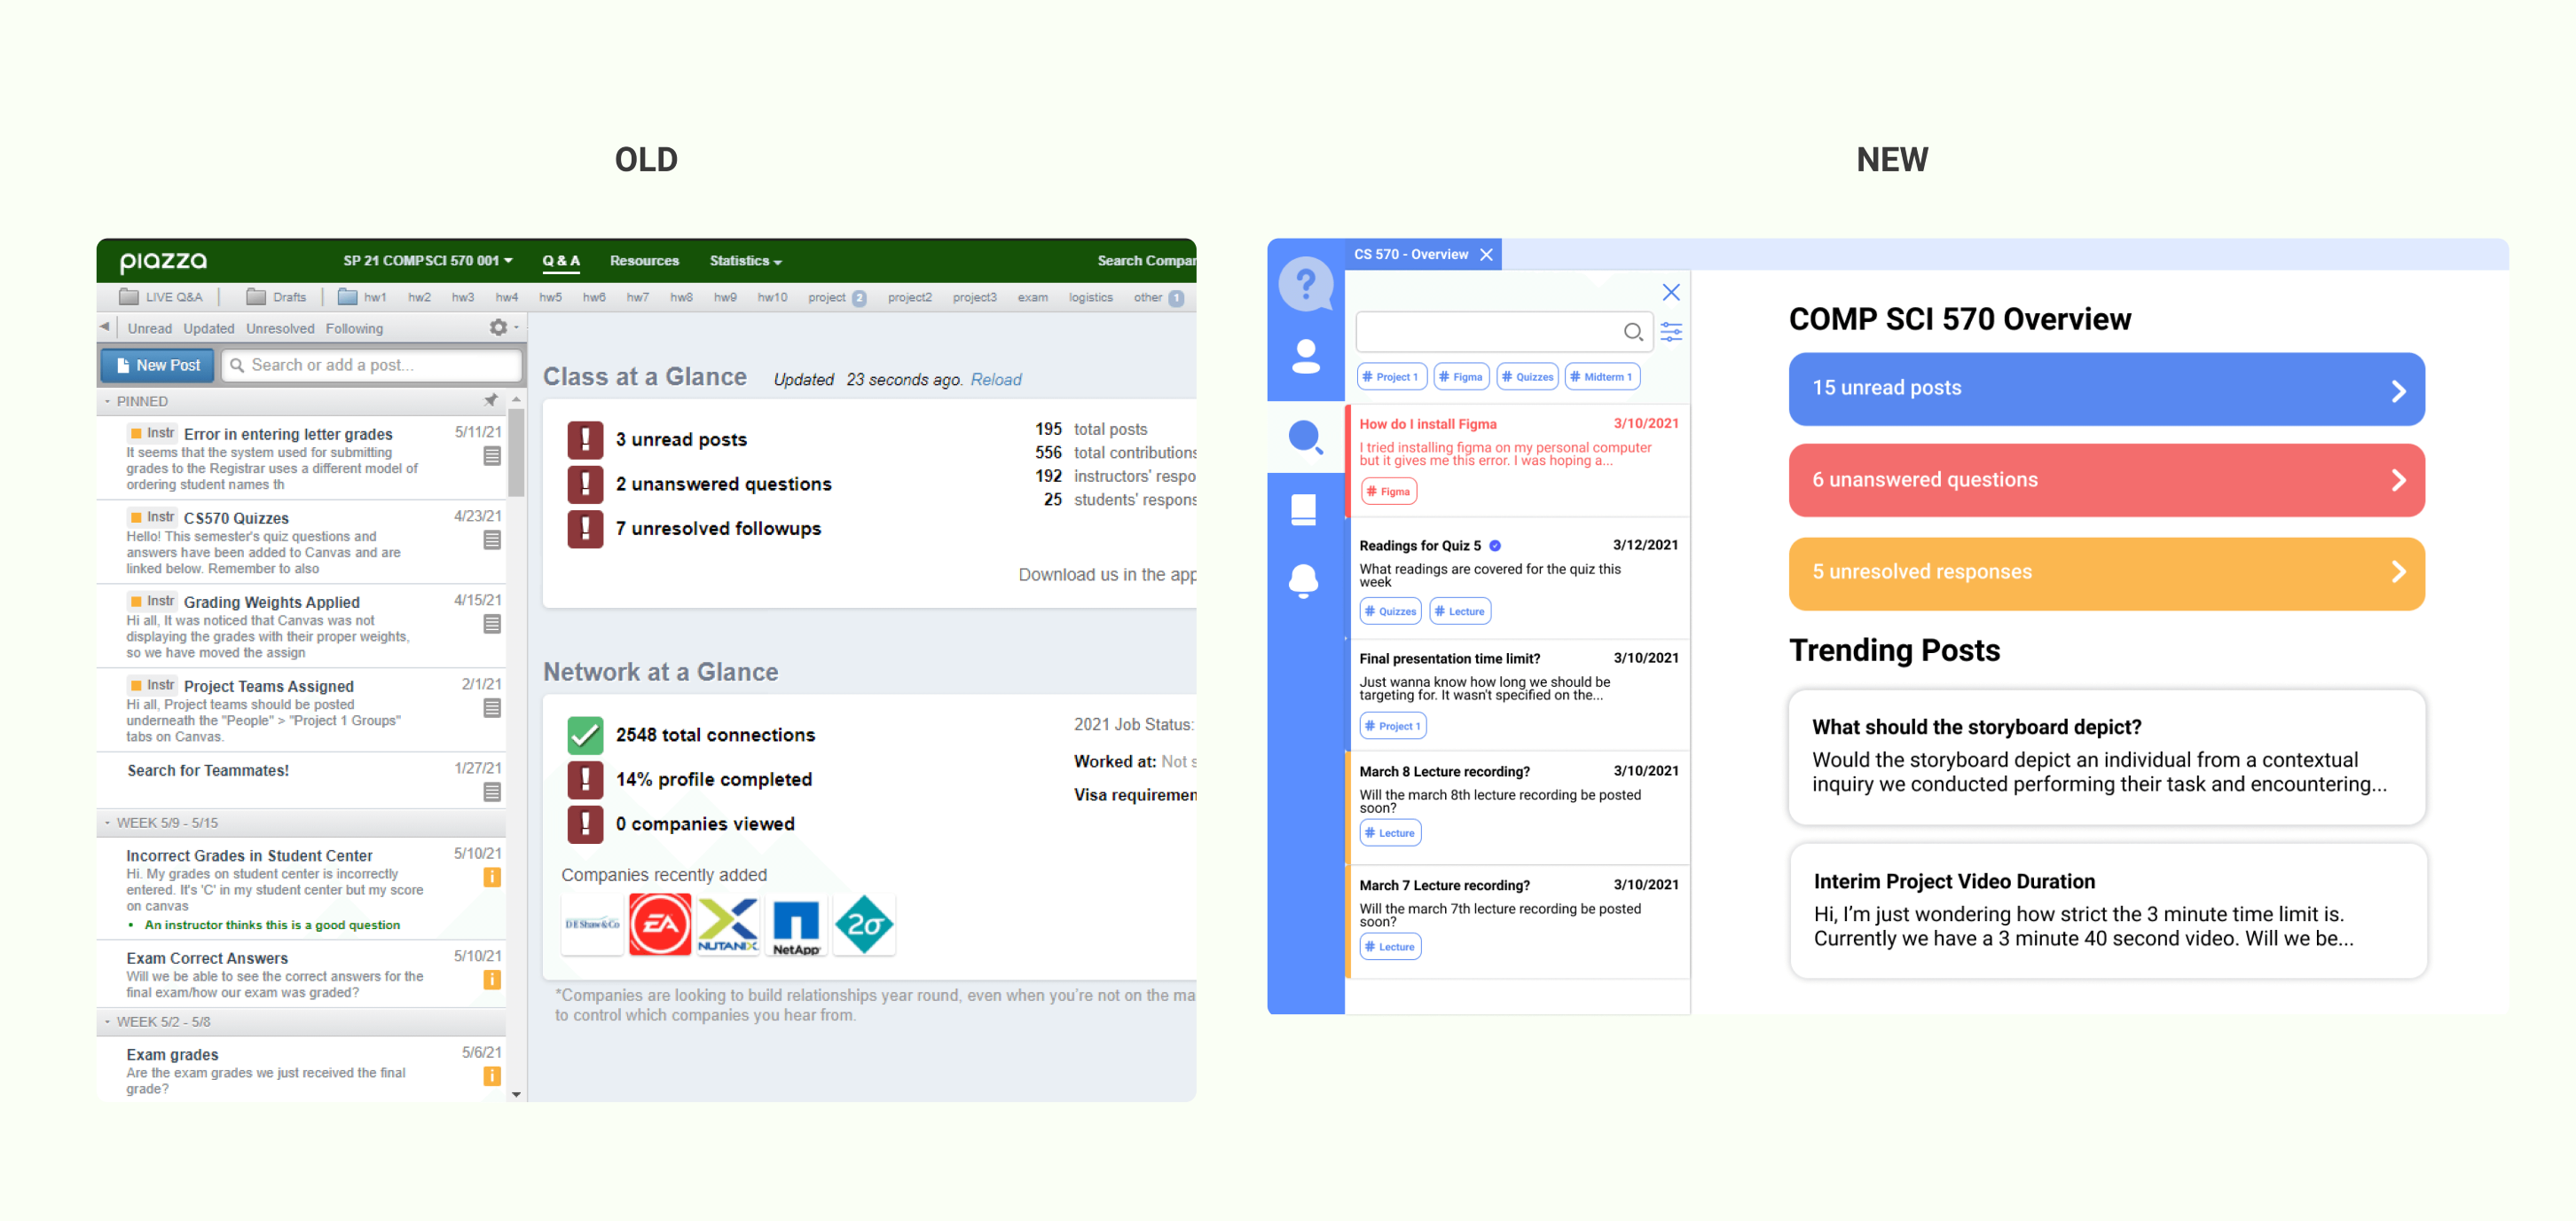 OLD
piazza
SP 21 COMPSCI 570 001
Q & A
Resources
Statistics
Search Compar
LIVE Q&A
Drafts
hw1
hw2
hw3
hw4
hw5
hw6
hw7
hw8
hw9
hw10
project 2
project2
project3
exam
logistics
other 1
Unread Updated Unresolved Following
New Post
Search or add a post...
PINNED
Instr Error in entering letter grades 5/11/21
It seems that the system used for submitting
grades to the Registrar uses a different model of
ordering student names th
Instr CS570 Quizzes 4/23/21
Hello! This semester's quiz questions and
answers have been added to Canvas and are
linked below. Remember to also
Instr Grading Weights Applied 4/15/21
Hi all, It was noticed that Canvas was not
displaying the grades with their proper weights,
so we have moved the assign
Instr Project Teams Assigned 2/1/21
Hi all, Project teams should be posted
underneath the "People" > "Project 1 Groups"
tabs on Canvas.
Search for Teammates! 1/27/21
WEEK 5/9 - 5/15
Incorrect Grades in Student Center 5/10/21
Hi. My grades on student center is incorrectly
entered. It's 'C' in my student center but my score
on canvas
i
• An instructor thinks this is a good question
Exam Correct Answers 5/10/21
Will we be able to see the correct answers for the
final exam/how our exam was graded?
i
WEEK 5/2 - 5/8
Exam grades 5/6/21
Are the exam grades we just received the final
grade?
i
Class at a Glance Updated 23 seconds ago. Reload
! 3 unread posts
! 2 unanswered questions
! 7 unresolved followups
195 total posts
556 total contributions
192 instructors' respo
25 students' respons
Download us in the app
Network at a Glance
2548 total connections
! 14% profile completed
! 0 companies viewed
2021 Job Status:
Worked at: Not s
Visa requiremen
Companies recently added
DE Shaw & Co
EA
NUTANIX
NetApp
2σ
*Companies are looking to build relationships year round, even when you're not on the ma
to control which companies you hear from.
NEW
?
CS 570 - Overview
# Project 1
# Figma
# Quizzes
# Midterm 1
How do I install Figma 3/10/2021
I tried installing figma on my personal computer
but it gives me this error. I was hoping a...
# Figma
Readings for Quiz 5 3/12/2021
What readings are covered for the quiz this
week
# Quizzes
# Lecture
Final presentation time limit? 3/10/2021
Just wanna know how long we should be
targeting for. It wasn't specified on the...
# Project 1
March 8 Lecture recording? 3/10/2021
Will the march 8th lecture recording be posted
soon?
# Lecture
March 7 Lecture recording? 3/10/2021
Will the march 7th lecture recording be posted
soon?
# Lecture
COMP SCI 570 Overview
15 unread posts
6 unanswered questions
5 unresolved responses
Trending Posts
What should the storyboard depict?
Would the storyboard depict an individual from a contextual
inquiry we conducted performing their task and encountering...
Interim Project Video Duration
Hi, I'm just wondering how strict the 3 minute time limit is.
Currently we have a 3 minute 40 second video. Will we be...